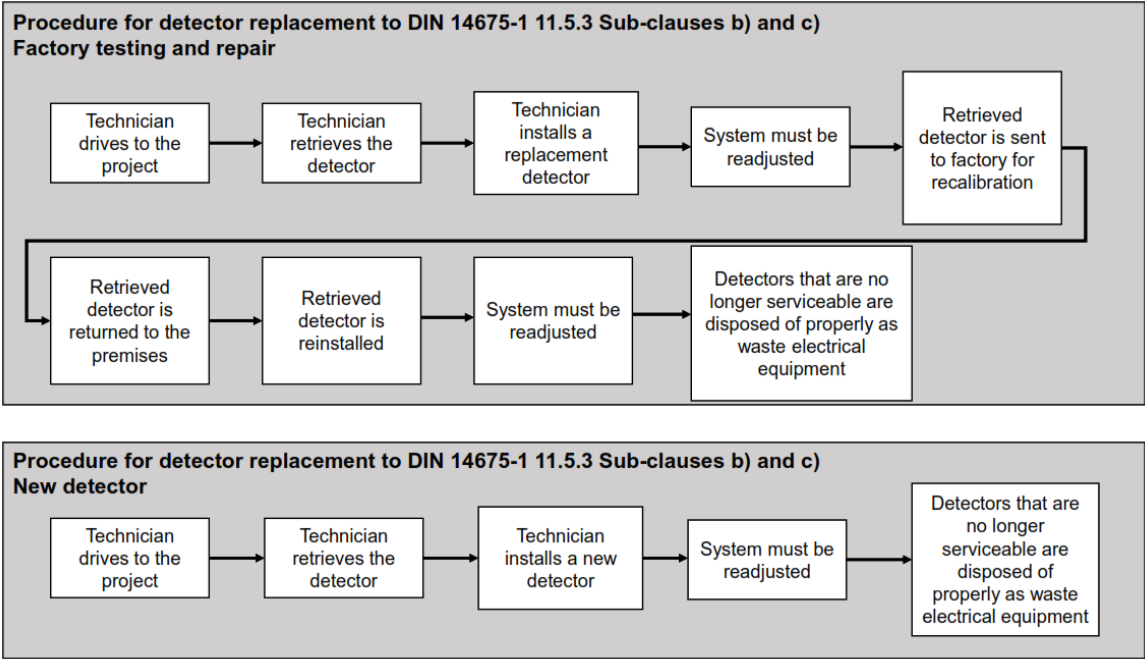 Procedure for detector replacement to DIN 14675-1 11.5.3 Sub-clauses b) and c)
Factory testing and repair
Technician
drives to the
project
Technician
retrieves the
detector
Technician
installs a
replacement
detector
System must be
readjusted
Retrieved
detector is sent
to factory for
recalibration
Retrieved
detector is
returned to the
premises
Retrieved
detector is
reinstalled
System must be
readjusted
Detectors that are no
longer serviceable are
disposed of properly as
waste electrical
equipment
Procedure for detector replacement to DIN 14675-1 11.5.3 Sub-clauses b) and c)
New detector
Technician
drives to the
project
Technician
retrieves the
detector
Technician
installs a new
detector
System must be
readjusted
Detectors that are
no longer
serviceable are
disposed of
properly as waste
electrical equipment